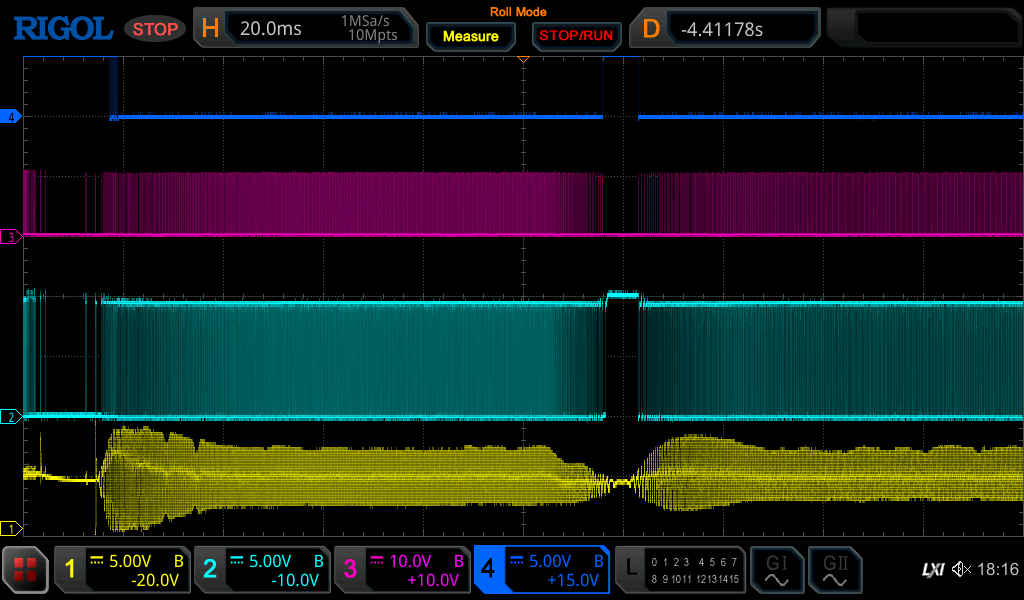 Roll Mode
RIGOL STOP H 20.0ms 1MSa/s 10Mpts Measure STOP/RUN D -4.41178s
4
3
2
1
1 5.00V B -20.0V
2 5.00V B -10.0V
3 10.0V B +10.0V
4 5.00V B +15.0V
L 0 1 2 3 4 5 6 7
8 9 10 11 12 13 14 15
GI
GII
LXI 18:16